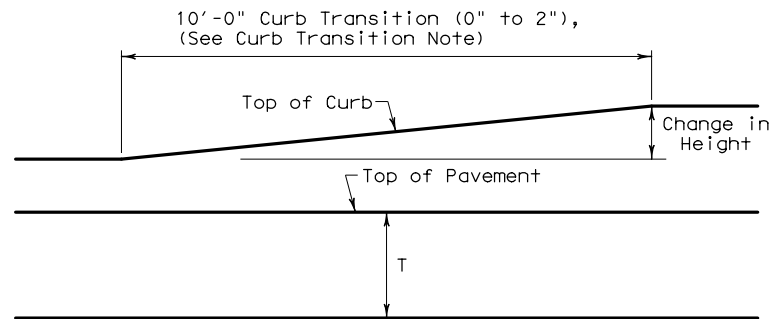 10'-0" Curb Transition (0" to 2"),
(See Curb Transition Note)
Top of Curb
Change in
Height
Top of Pavement
T